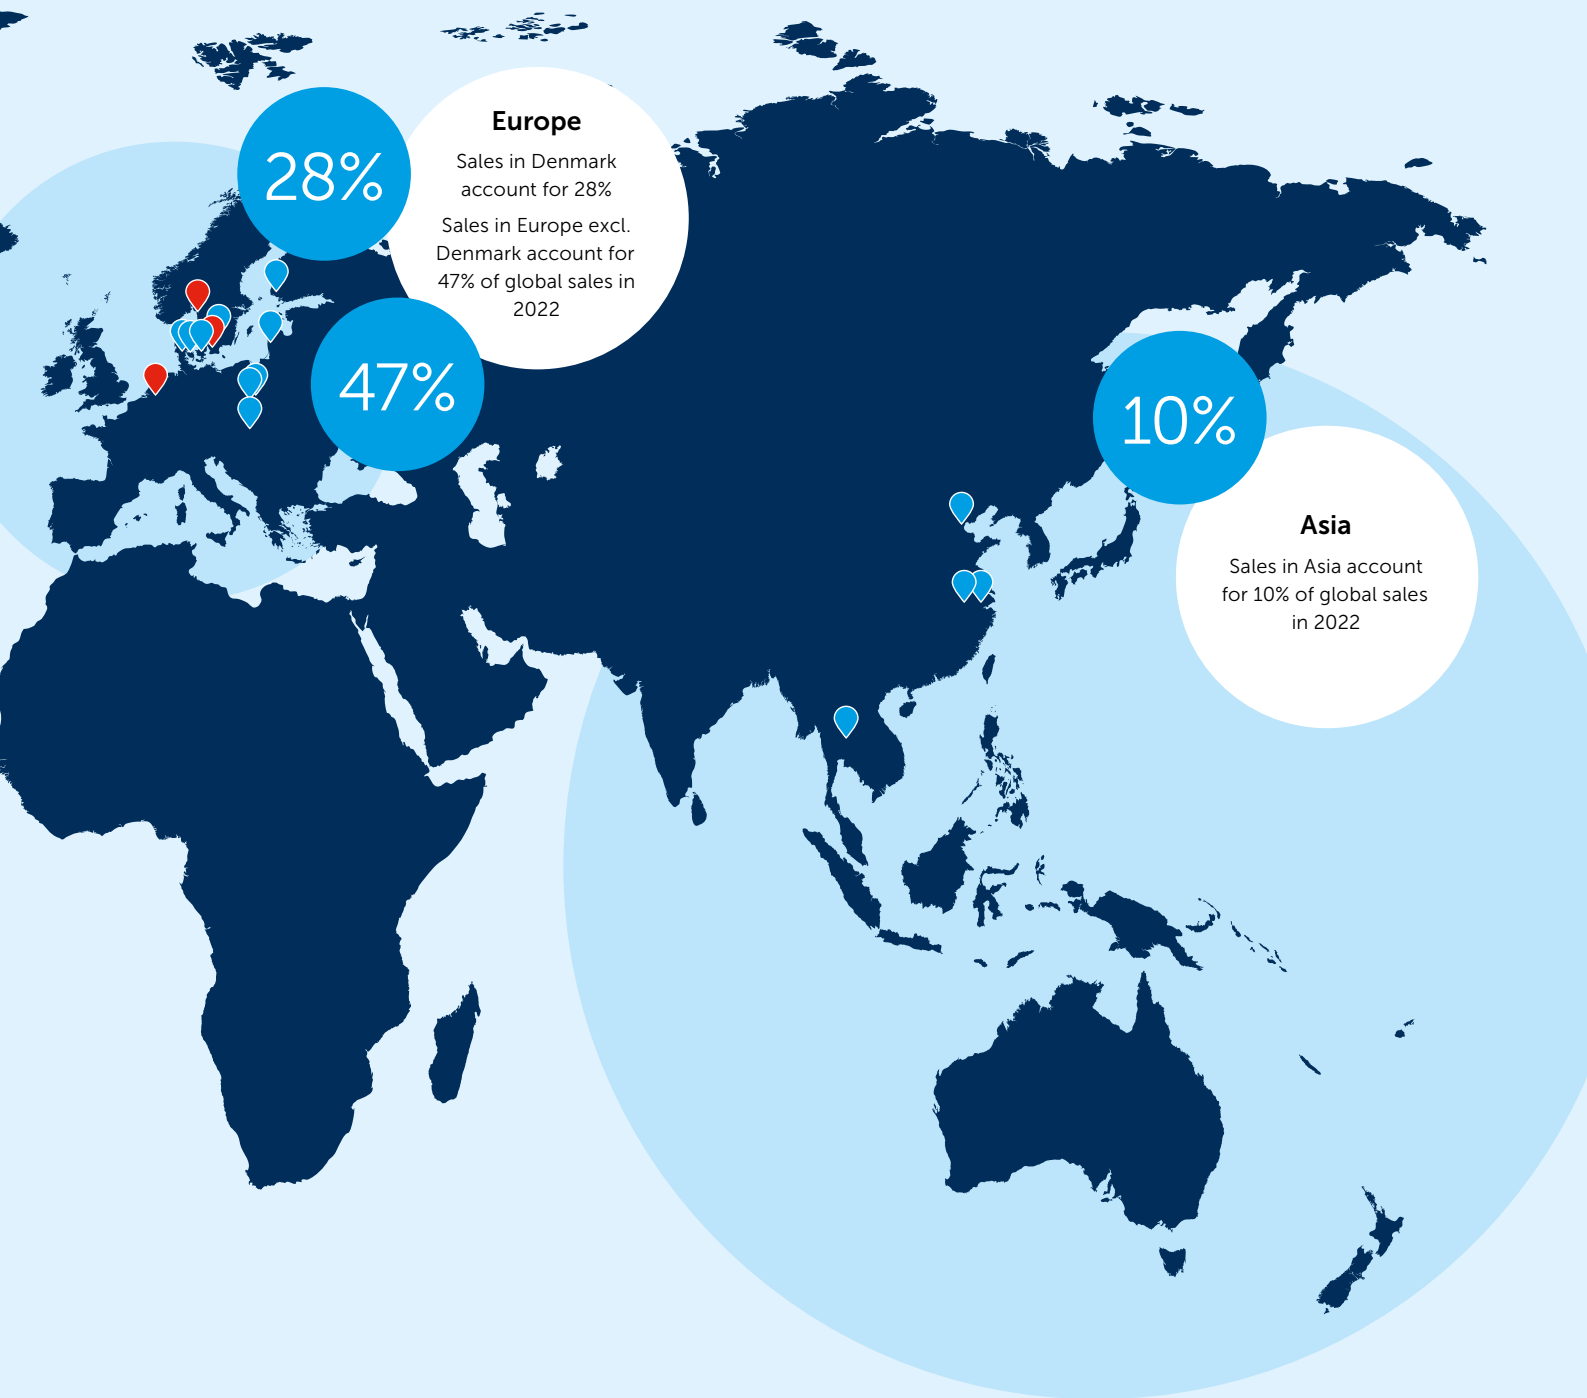 28%
Europe
Sales in Denmark
account for 28%
Sales in Europe excl.
Denmark account for
47% of global sales in
2022
47%
10%
Asia
Sales in Asia account
for 10% of global sales
in 2022